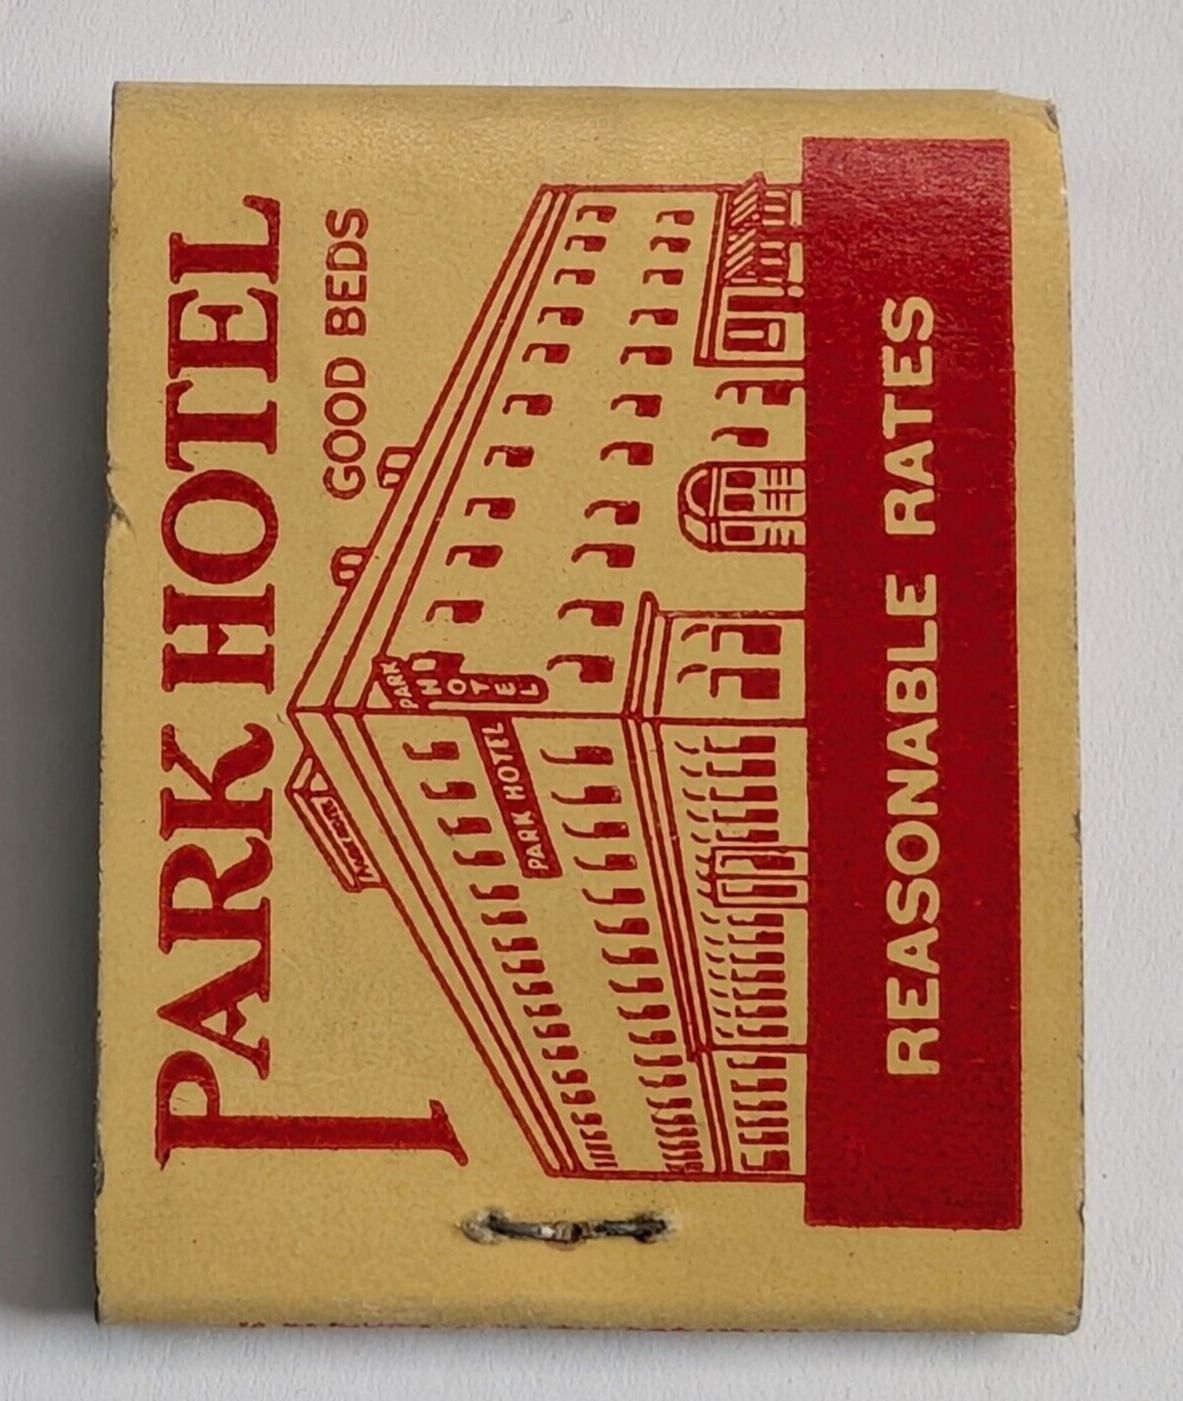 PARK HOTEL
GOOD BEDS
PARK
HOTEL
PARK HOTEL
REASONABLE RATES